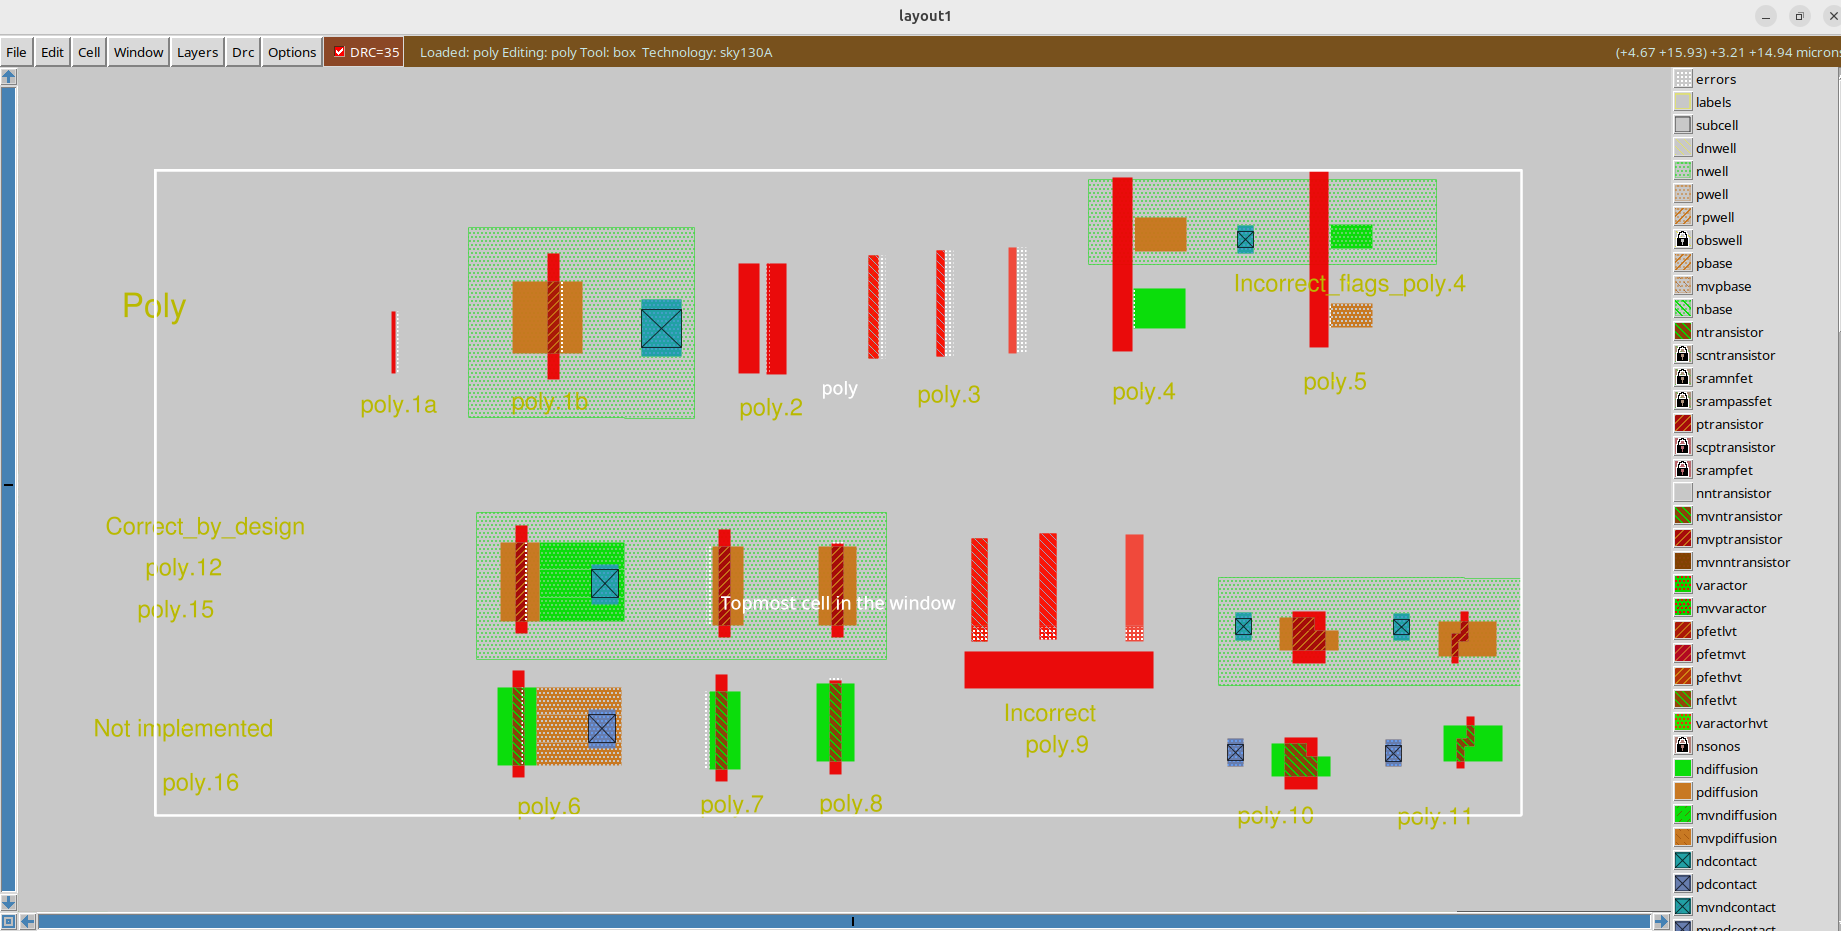 layout1
File Edit Cell Window Layers Drc Options DRC=35 Loaded: poly Editing: poly Tool: box Technology: sky130A (+4.67 +15.93) +3.21 +14.94 microns
Poly
poly.1a
poly.1b
poly.2
poly
poly.3
poly.4
Incorrect_flags_poly.4
poly.5
Correct_by_design
poly.12
poly.15
Topmost cell in the window
Not implemented
poly.16
poly.6
poly.7
poly.8
Incorrect
poly.9
poly.10
poly.11
errors
labels
subcell
dnwell
nwell
pwell
rpwell
obswell
pbase
mvpbase
nbase
ntransistor
scntransistor
sramnfet
srampassfet
ptransistor
scptransistor
srampfet
nntransistor
mvntransistor
mvptransistor
mvnntransistor
varactor
mvvaractor
pfetlvt
pfetmvt
pfethvt
nfetlvt
varactorhvt
nsonos
ndiffusion
pdiffusion
mvndiffusion
mvpdiffusion
ndcontact
pdcontact
mvndcontact
mvpdcontact